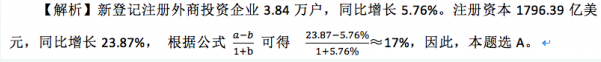 【解析】新登记注册外商投资企业 3.84 万户，同比增长 5.76%。注册资本 1796.39 亿美
元，同比增长 23.87%， 根据公式 $\frac{a-b}{1+b}$ 可得 $\frac{23.87-5.76\%}{1+5.76\%}$≈17%，因此，本题选 A。